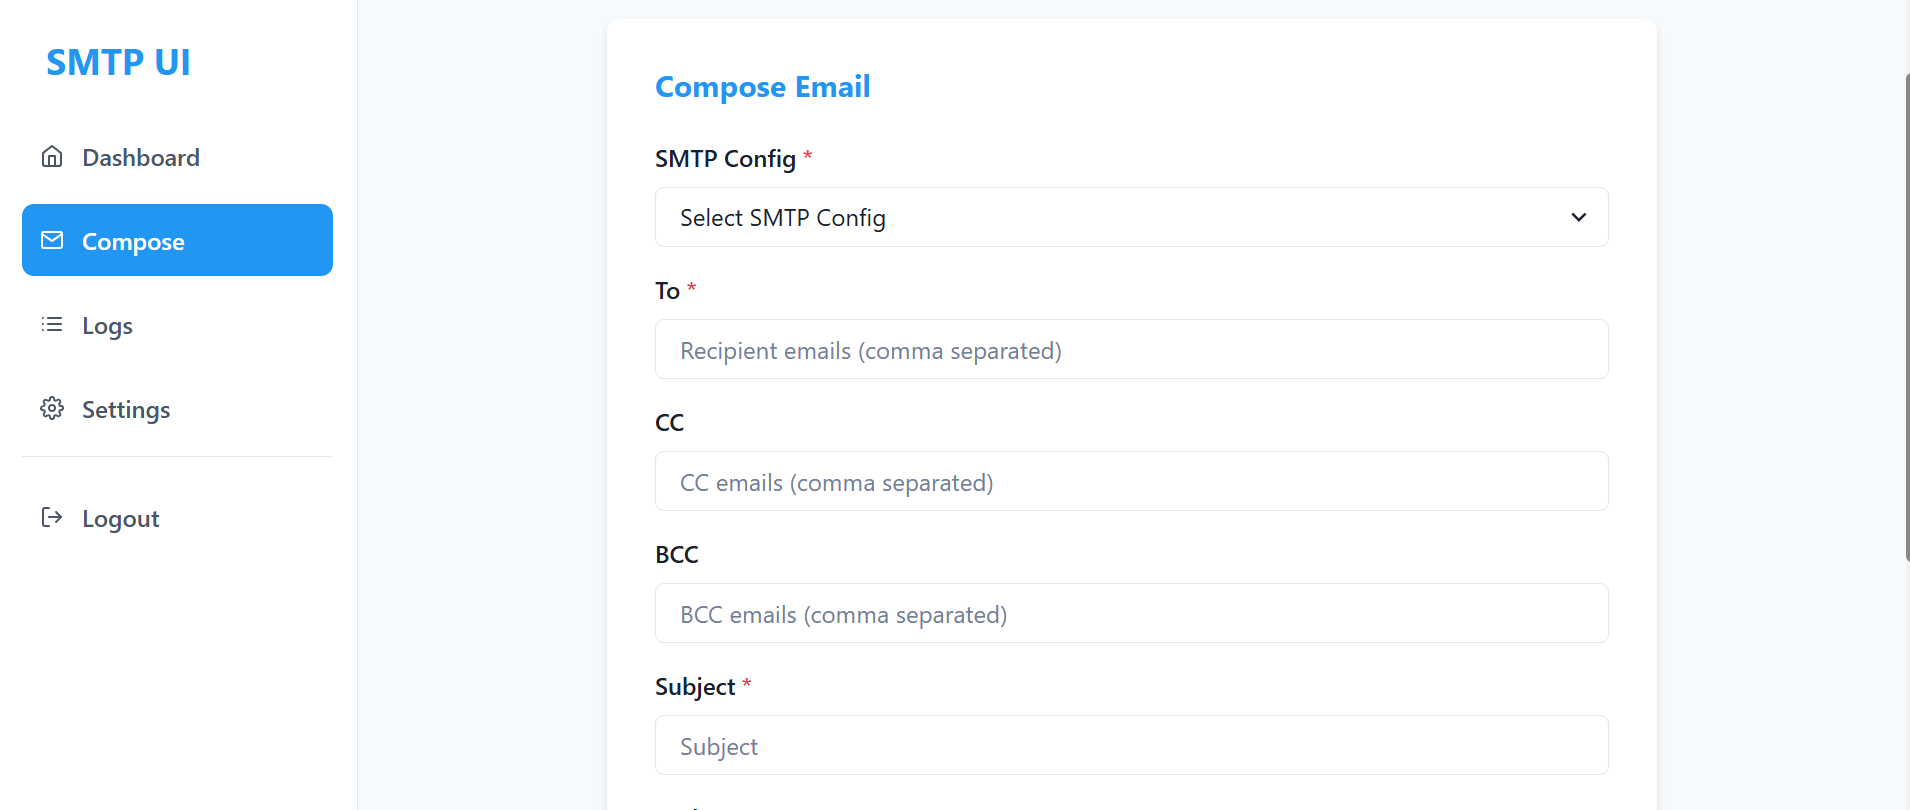 SMTP UI
Dashboard
Compose
Logs
Settings
Logout
Compose Email
SMTP Config *
Select SMTP Config
To *
Recipient emails (comma separated)
CC
CC emails (comma separated)
BCC
BCC emails (comma separated)
Subject *
Subject